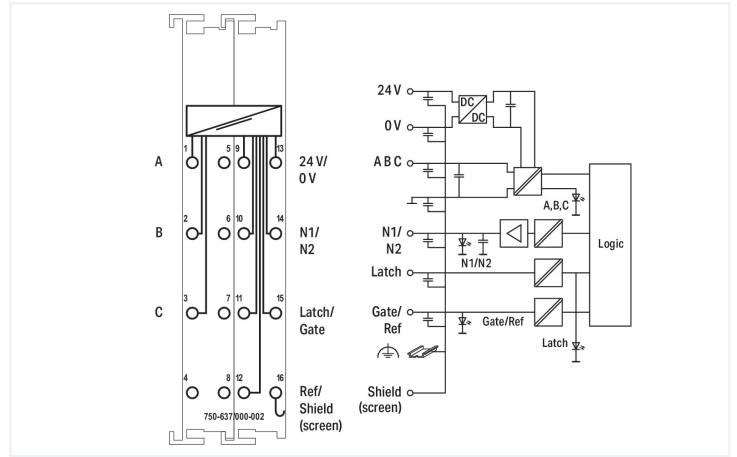 1 5 9 13
A 24 V/
0 V
2 6 10 14
B N1/
N2
3 7 11 15
C Latch/
Gate
4 8 12 16
Ref/
Shield
(screen)
750-637/000-002
24 V
DC
DC
0 V
A B C
A,B,C
N1/
N2
N1/N2
Logic
Latch
Gate/
Ref
Gate/Ref
Latch
Shield
(screen)